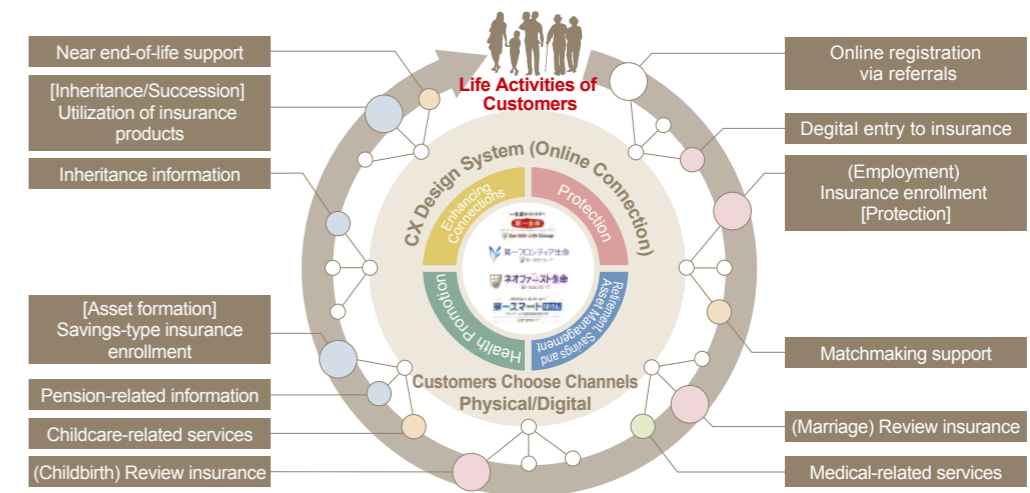 Life Activities of
Customers
Near end-of-life support
[Inheritance/Succession]
Utilization of insurance
products
Inheritance information
[Asset formation]
Savings-type insurance
enrollment
Pension-related information
Childcare-related services
(Childbirth) Review insurance
Online registration
via referrals
Degital entry to insurance
(Employment)
Insurance enrollment
[Protection]
Matchmaking support
(Marriage) Review insurance
Medical-related services
CX Design System (Online Connection)
Enhancing
Connections
Protection
Health Promotion
Retirement, Savings and
Asset Management
第一生命
第一フロンティア生命
ネオファースト生命
第一スマート
Customers Choose Channels
Physical/Digital